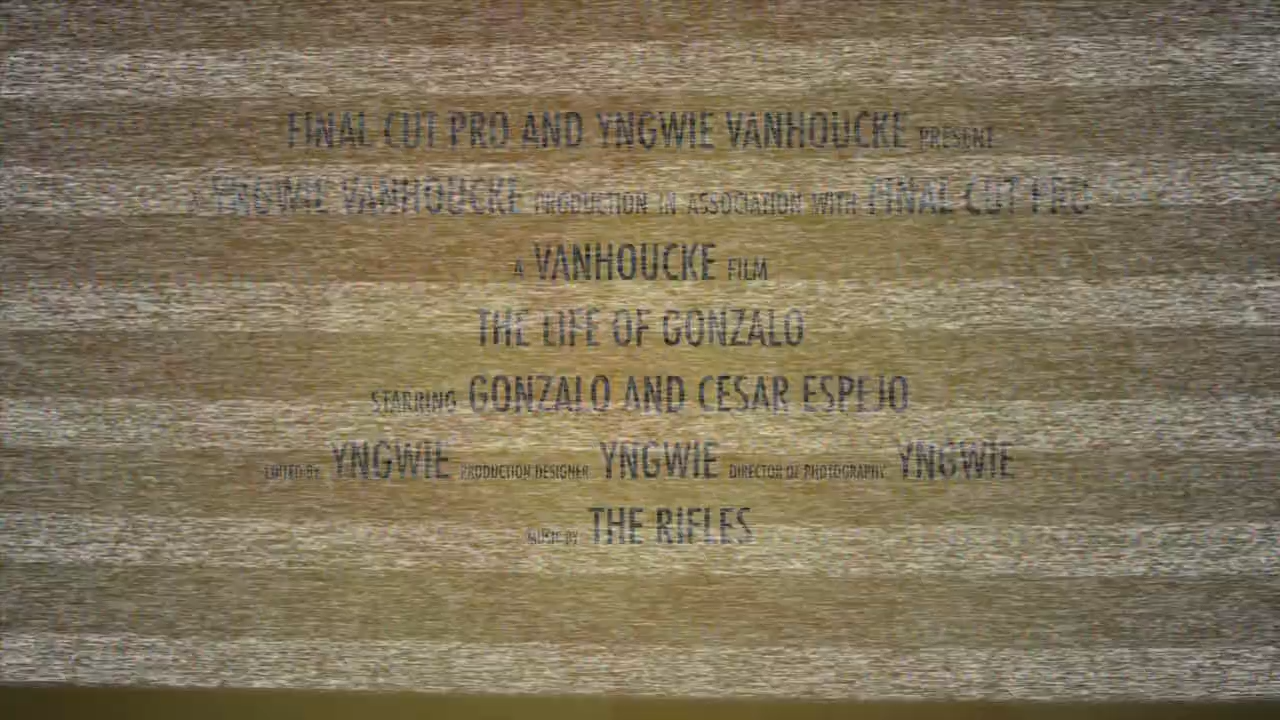 FINAL CUT PRO AND YNGWIE VANHOUCKE PRESENT
A YNGWIE VANHOUCKE PRODUCTION IN ASSOCIATION WITH FINAL CUT PRO
A VANHOUCKE FILM
THE LIFE OF GONZALO
STARRING GONZALO AND CESAR ESPEJO
EDITED BY YNGWIE PRODUCTION DESIGNER YNGWIE DIRECTOR OF PHOTOGRAPHY YNGWIE
MUSIC BY THE RIFLES